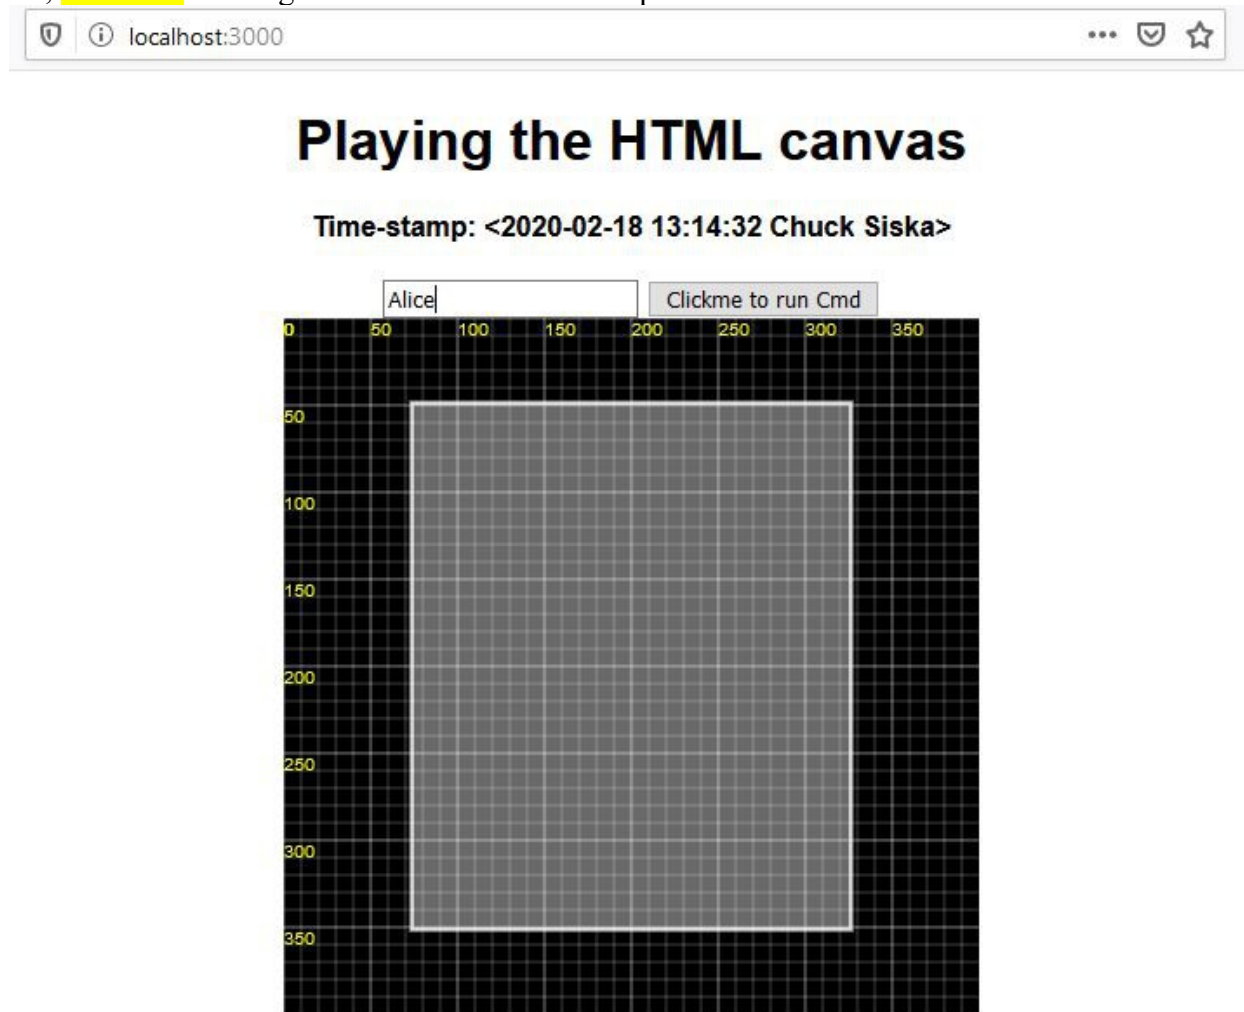 localhost:3000
Playing the HTML canvas
Time-stamp: <2020-02-18 13:14:32 Chuck Siska>
Alice Clickme to run Cmd
0 50 100 150 200 250 300 350
50
100
150
200
250
300
350